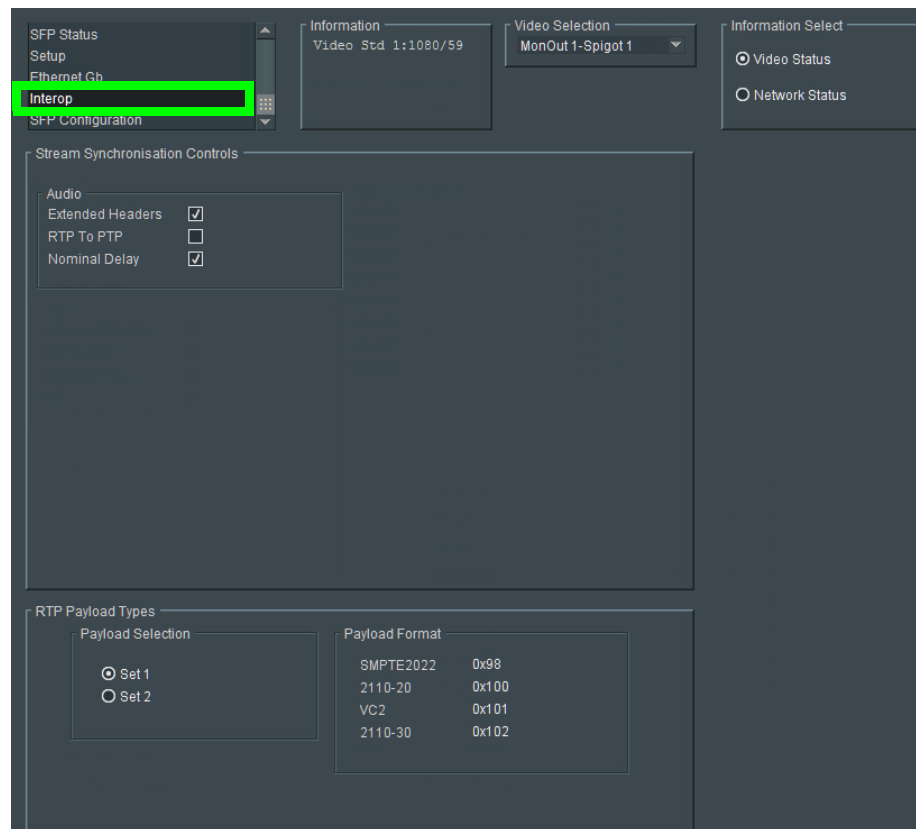 SFP Status
Setup
Ethernet Gb
Interop
SFP Configuration
Information
Video Std 1:1080/59
Video Selection
MonOut 1-Spigot 1
Information Select
Video Status
Network Status
Stream Synchronisation Controls
Audio
Extended Headers
RTP To PTP
Nominal Delay
RTP Payload Types
Payload Selection
Set 1
Set 2
Payload Format
SMPTE2022 0x98
2110-20 0x100
VC2 0x101
2110-30 0x102